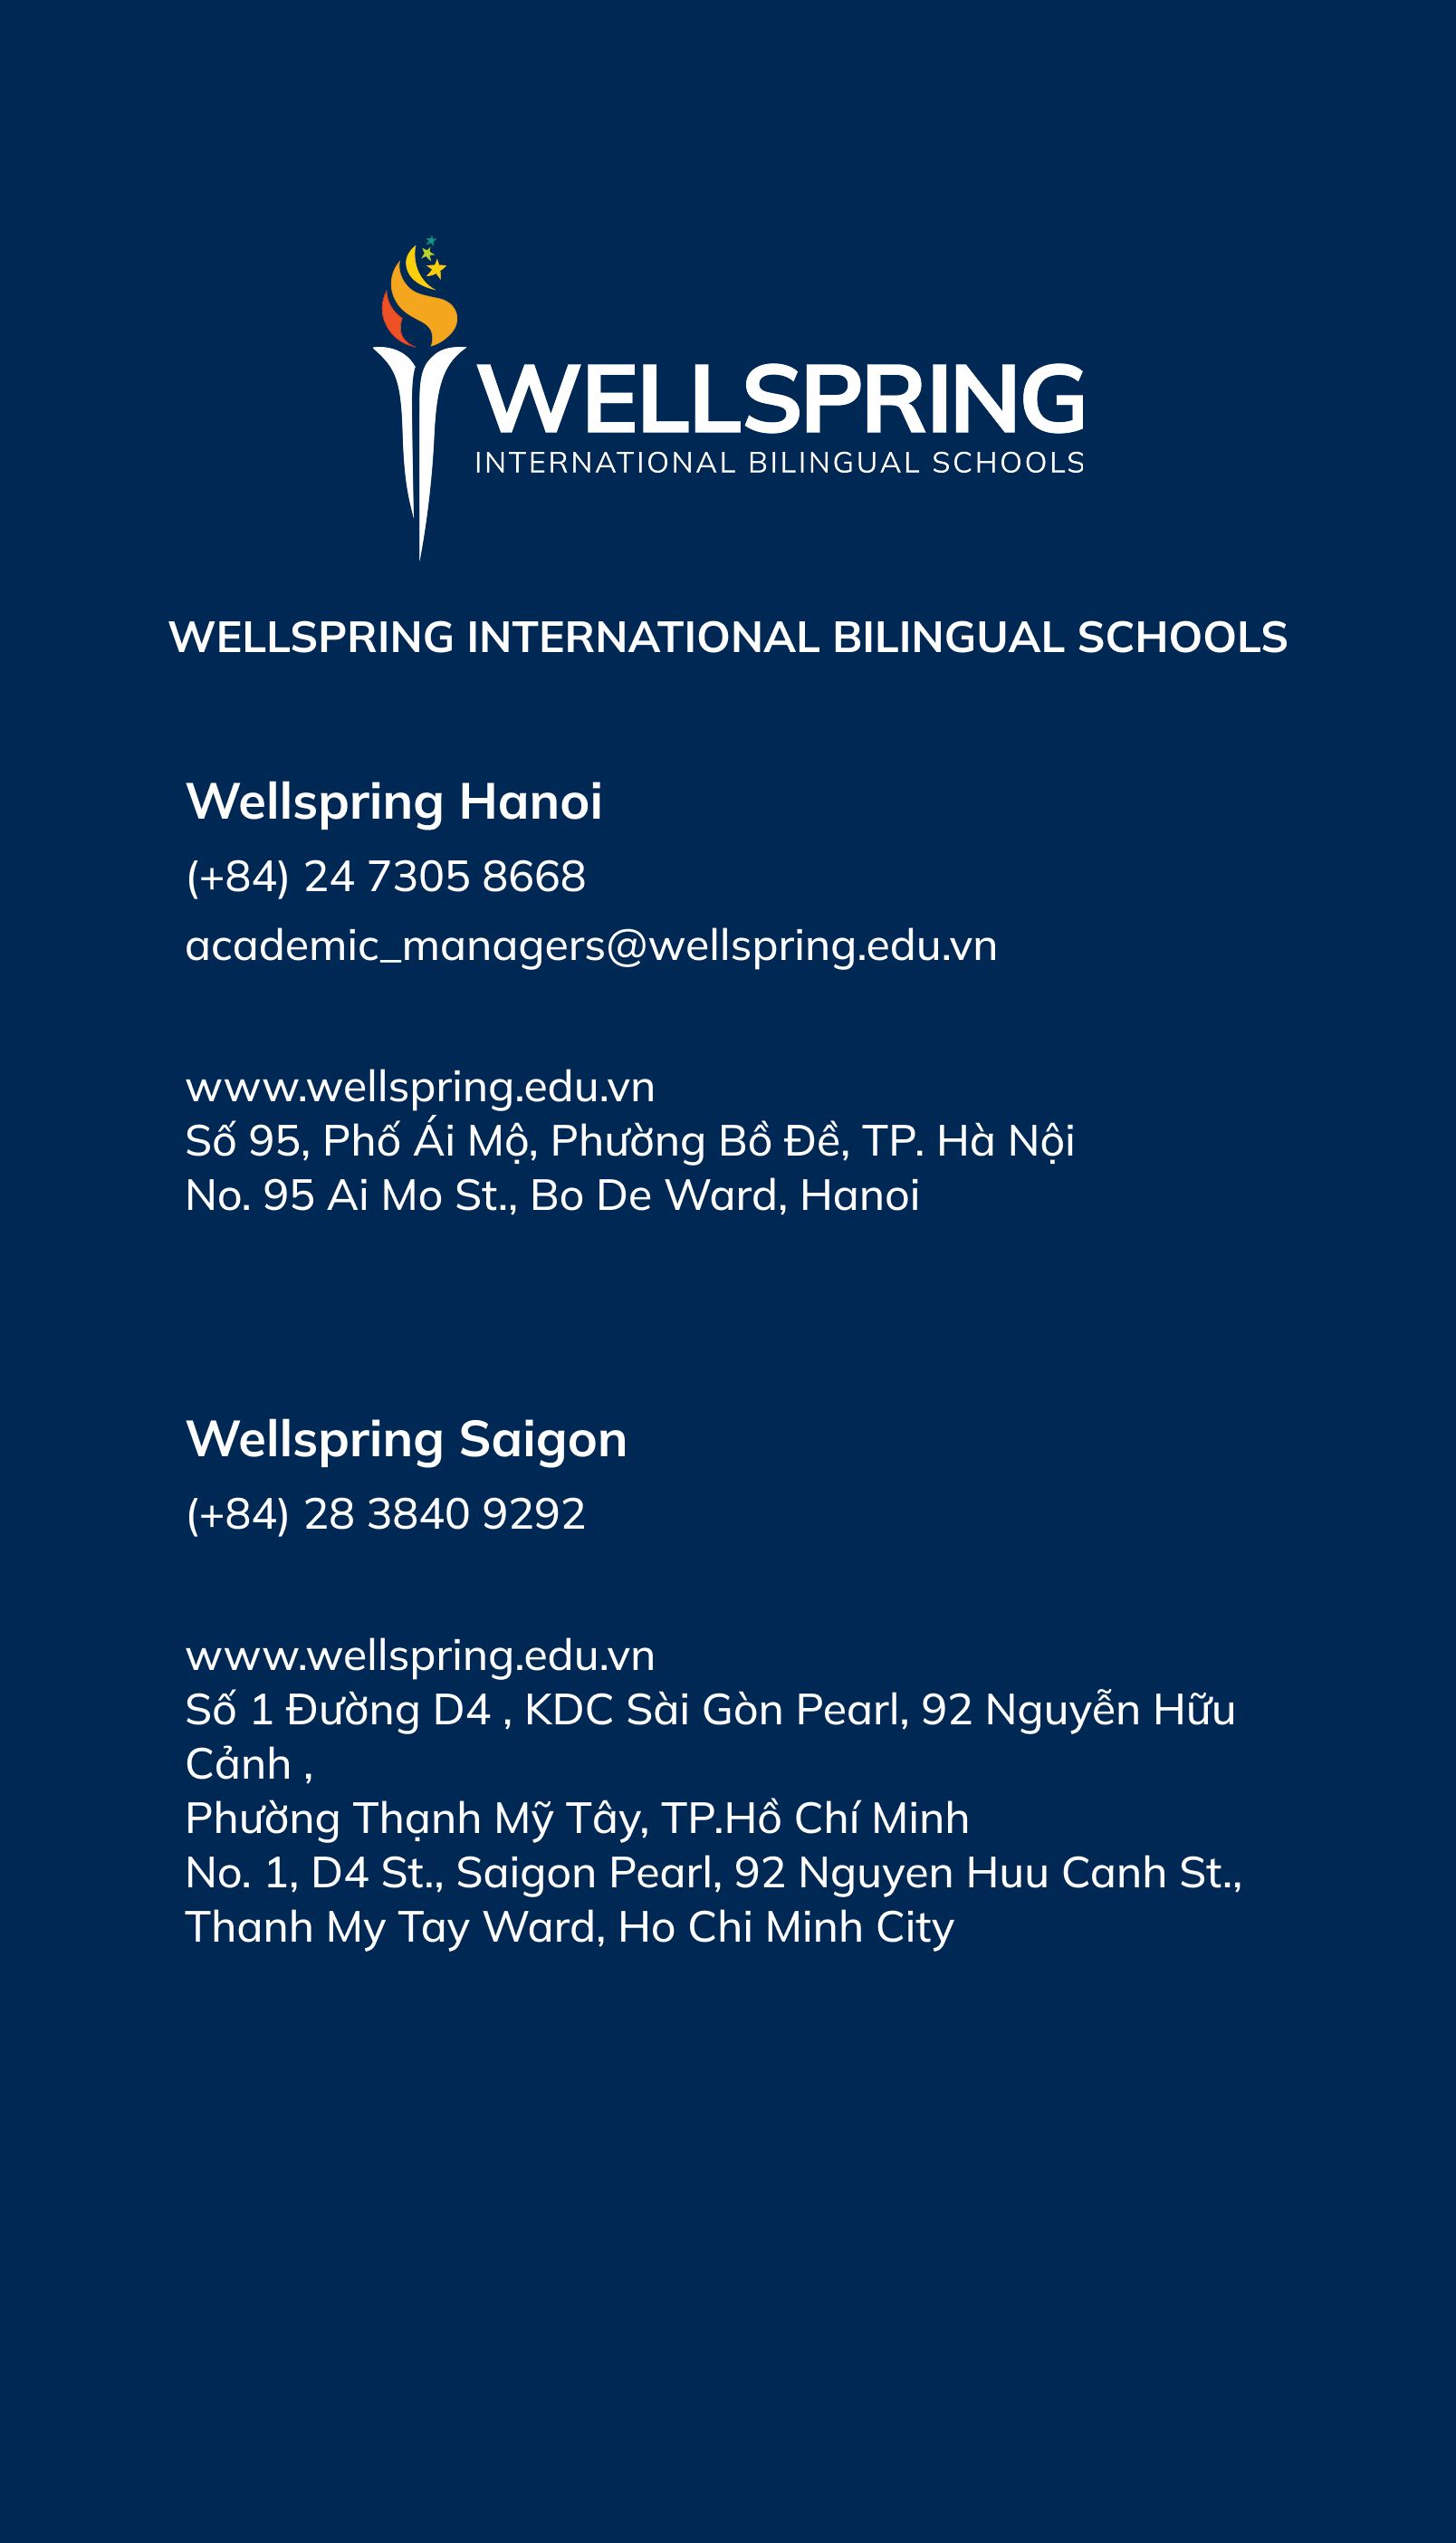 WELLSPRING
INTERNATIONAL BILINGUAL SCHOOLS
WELLSPRING INTERNATIONAL BILINGUAL SCHOOLS
Wellspring Hanoi
(+84) 24 7305 8668
academic_managers@wellspring.edu.vn
www.wellspring.edu.vn
Số 95, Phố Ái Mộ, Phường Bồ Đề, TP. Hà Nội
No. 95 Ai Mo St., Bo De Ward, Hanoi
Wellspring Saigon
(+84) 28 3840 9292
www.wellspring.edu.vn
Số 1 Đường D4 , KDC Sài Gòn Pearl, 92 Nguyễn Hữu
Cảnh ,
Phường Thạnh Mỹ Tây, TP.Hồ Chí Minh
No. 1, D4 St., Saigon Pearl, 92 Nguyen Huu Canh St.,
Thanh My Tay Ward, Ho Chi Minh City